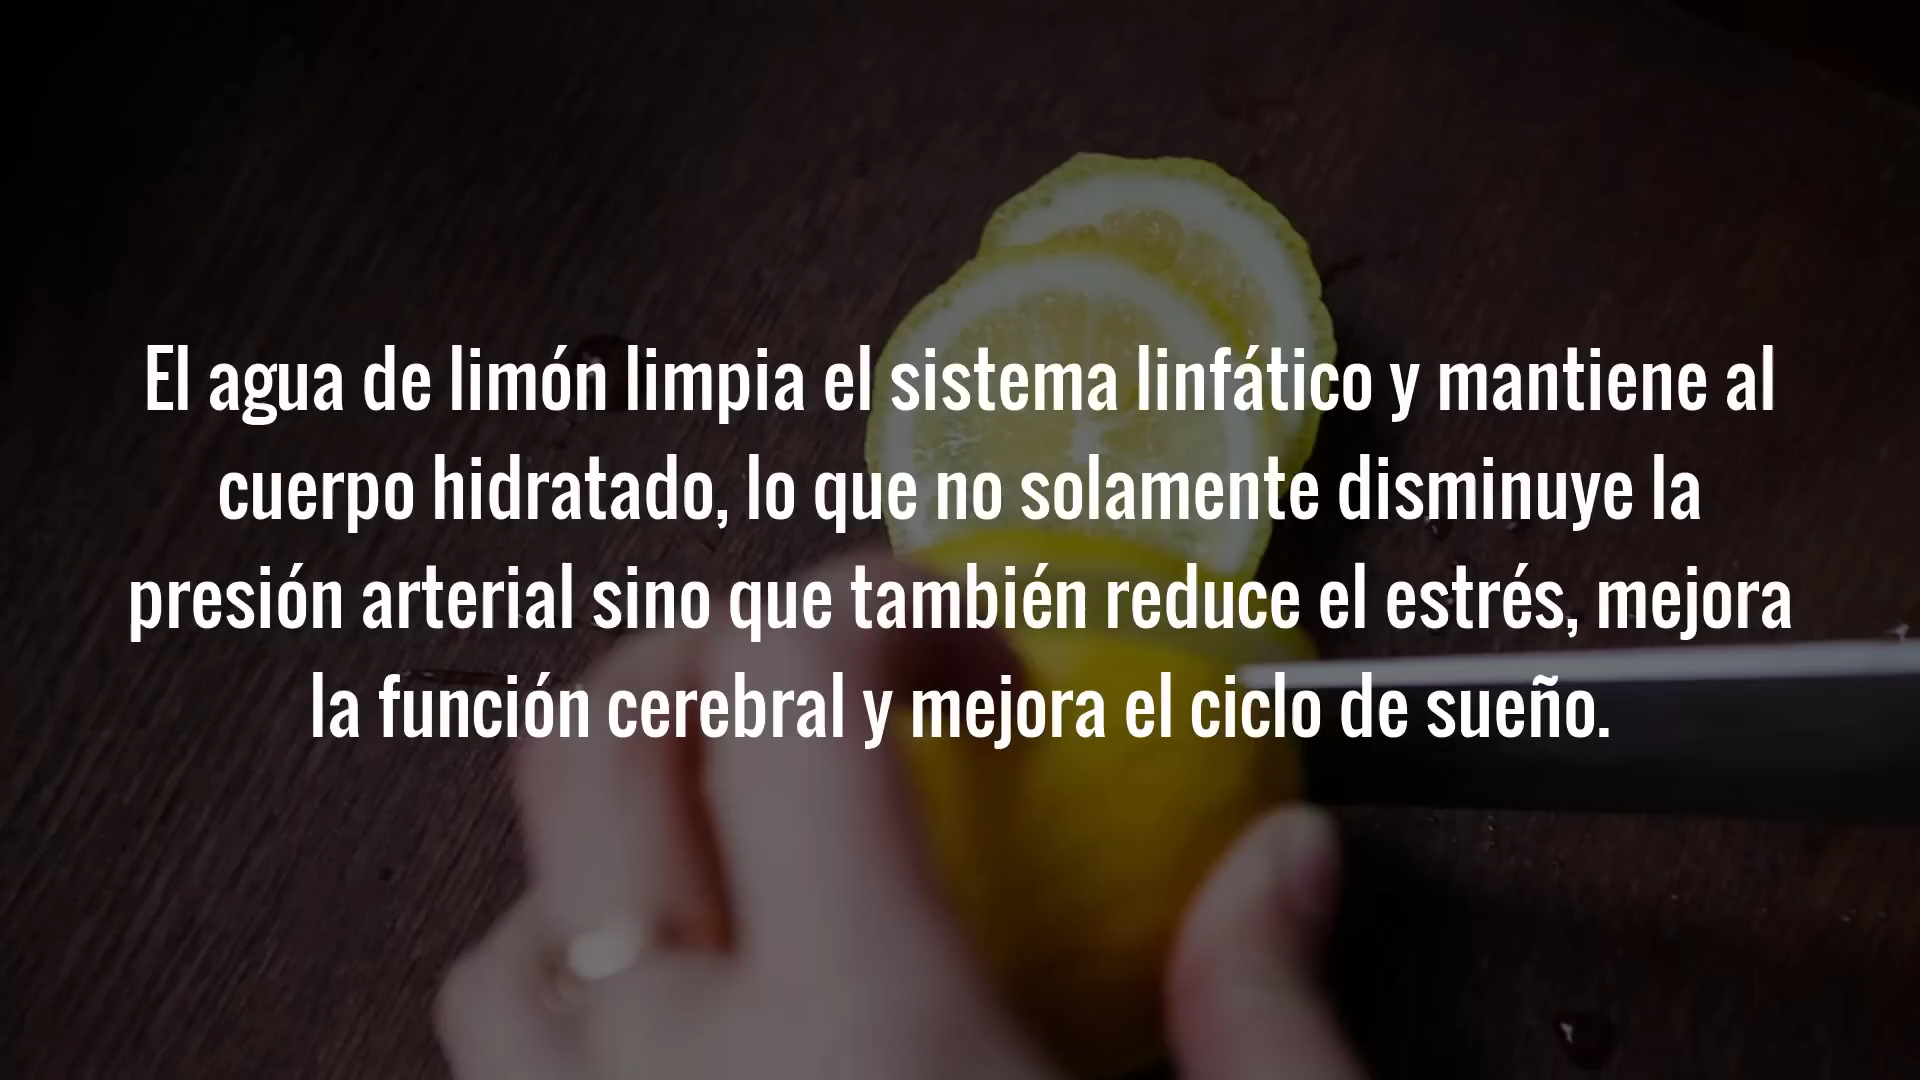 El agua de limón limpia el sistema linfático y mantiene al
cuerpo hidratado, lo que no solamente disminuye la
presión arterial sino que también reduce el estrés, mejora
la función cerebral y mejora el ciclo de sueño.